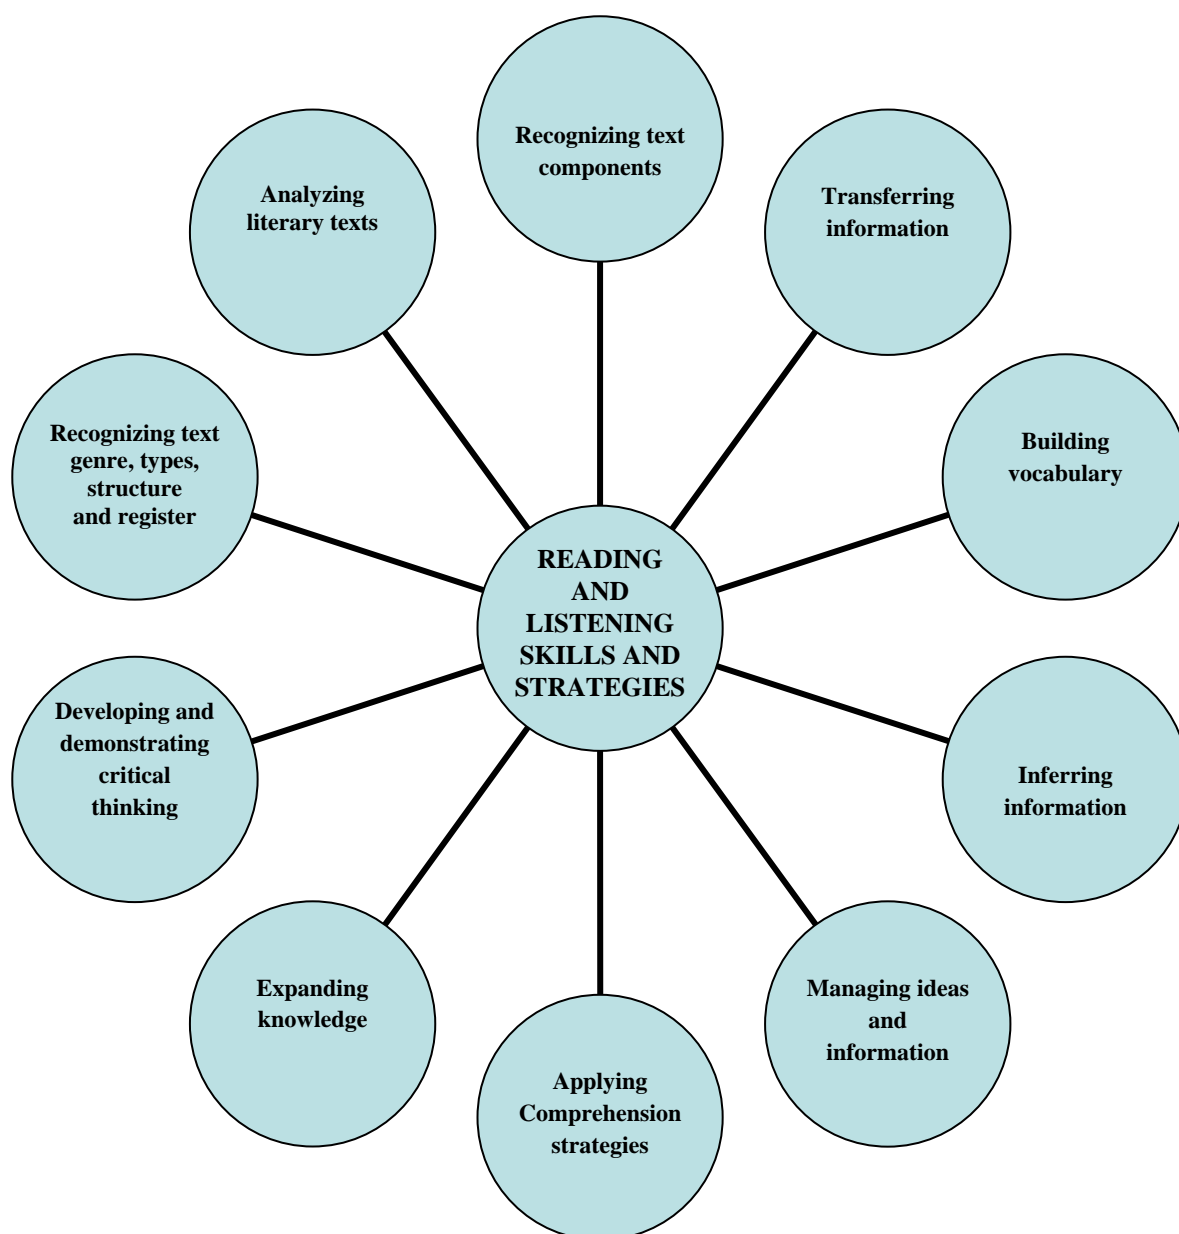 Recognizing text
components
Transferring
information
Building
vocabulary
Inferring
information
Managing ideas
and
information
Applying
Comprehension
strategies
Expanding
knowledge
Developing and
demonstrating
critical
thinking
Recognizing text
genre, types,
structure
and register
Analyzing
literary texts
READING
AND
LISTENING
SKILLS AND
STRATEGIES